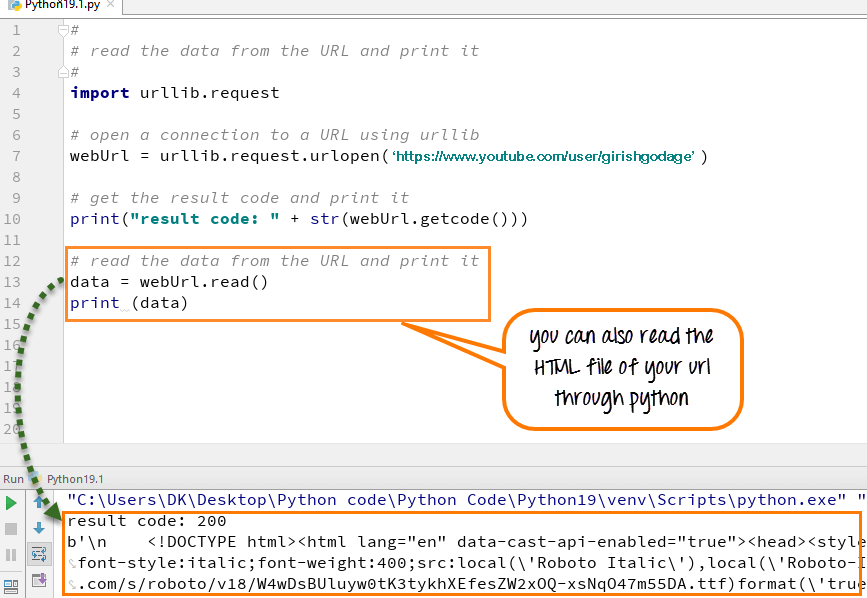 Python19.1.py
1 #
2 # read the data from the URL and print it
3 #
4 import urllib.request
5
6 # open a connection to a URL using urllib
7 webUrl = urllib.request.urlopen(‘https://www.youtube.com/user/girishgodage’ )
8
9 # get the result code and print it
10 print("result code: " + str(webUrl.getcode()))
11
12 # read the data from the URL and print it
13 data = webUrl.read()
14 print (data)
15
16
17
18
19
20
you can also read the
HTML file of your url
through python
Run Python19.1
"C:\Users\DK\Desktop\Python code\Python Code\Python19\venv\Scripts\python.exe" "
result code: 200
b'\n    <!DOCTYPE html><html lang="en" data-cast-api-enabled="true"><head><style
font-style:italic;font-weight:400;src:local(\'Roboto Italic\'),local(\'Roboto-I
.com/s/roboto/v18/W4wDsBUluyw0tK3tykhXEfesZW2xOQ-xsNqO47m55DA.ttf)format(\'true